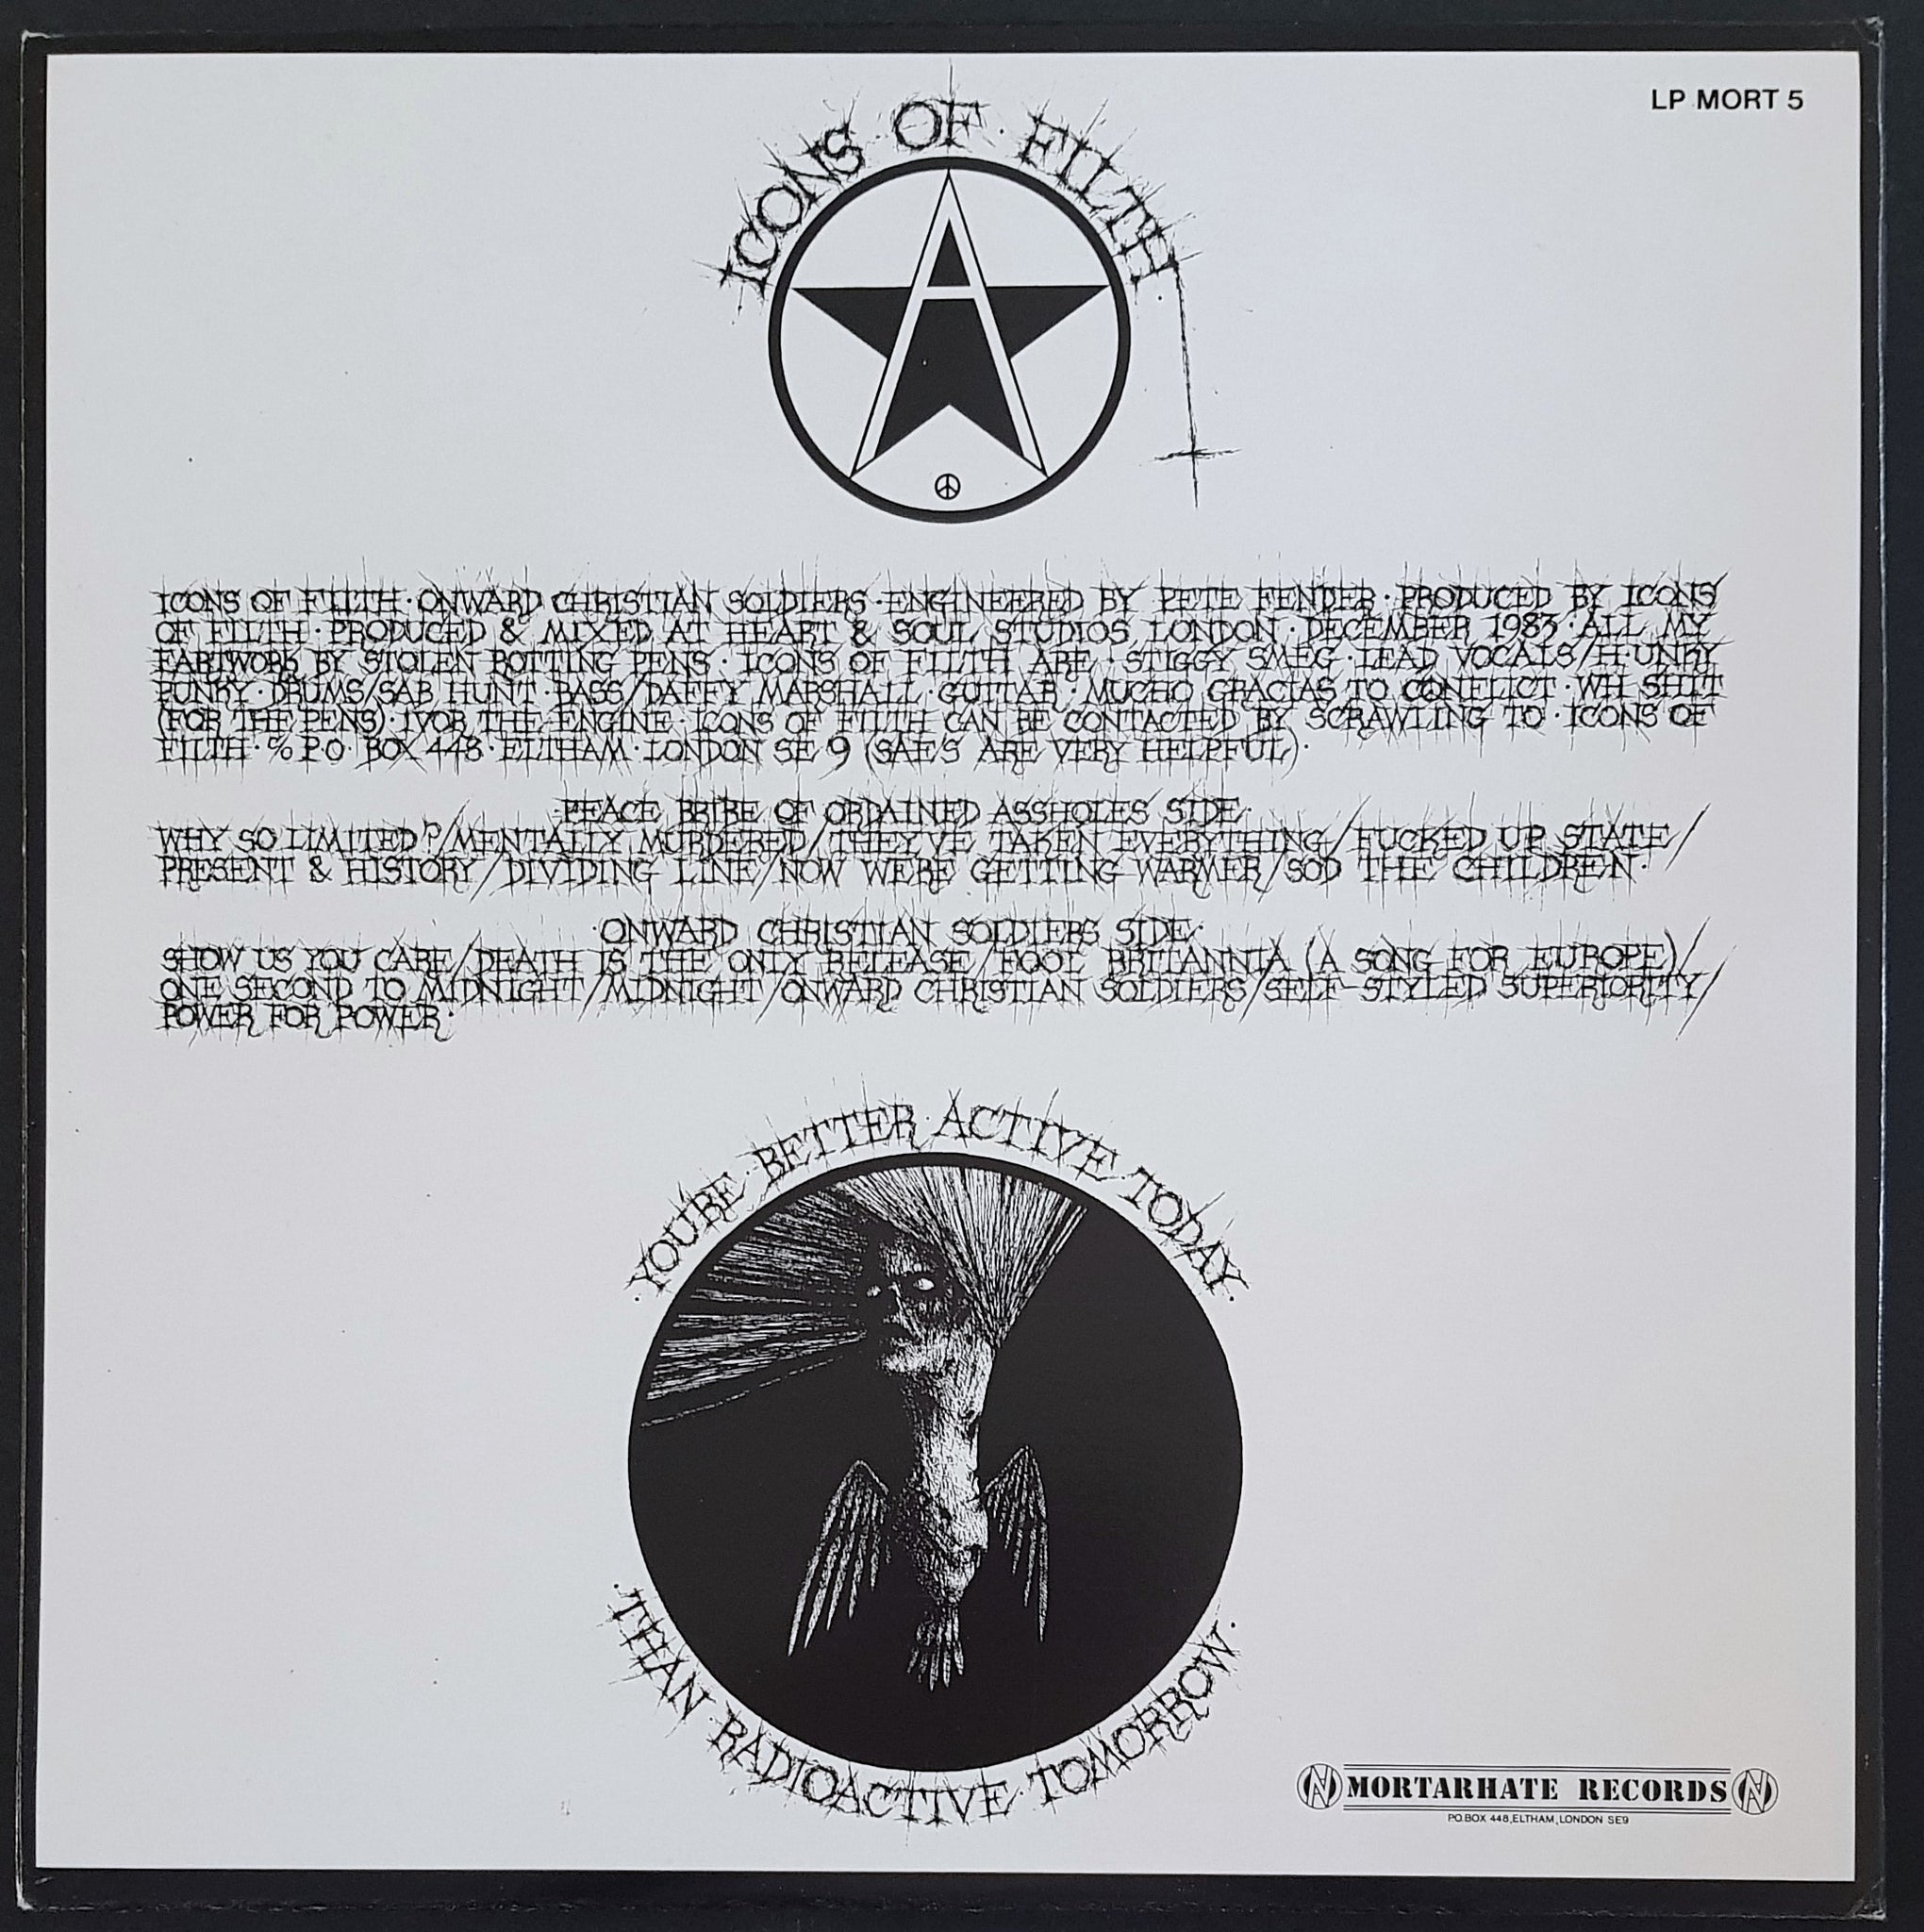 LP MORT 5
ICONS OF · FILTH ·
A
ICONS OF FILTH · ONWARD CHRISTIAN SOLDIERS · ENGINEERED BY PETE FENDER · PRODUCED BY ICONS
OF FILTH · PRODUCED & MIXED AT HEART & SOUL STUDIOS LONDON · DECEMBER 1983 · ALL MY
FARTWORK BY STOLEN ROTTING PENS · ICONS OF FILTH ARE · STIGGY SMEG · LEAD VOCALS/H·UNKY
PUNKY · DRUMS/SAB HUNT · BASS/DAFFY MARSHALL · GUITAR · MUCHO GRACIAS TO CONFLICT · WH SHIT
(FOR THE PENS) · IVOR THE ENGINE · ICONS OF FILTH CAN BE CONTACTED BY SCRAWLING TO · ICONS OF
FILTH · % P.O. BOX 448 · ELTHAM · LONDON SE 9 (SAE'S ARE VERY HELPFUL) ·
· PEACE BRIBE OF ORDAINED ASSHOLES SIDE ·
WHY SO LIMITED?/MENTALLY MURDERED/THEY'VE TAKEN EVERYTHING/FUCKED UP STATE/
PRESENT & HISTORY/DIVIDING LINE/NOW WE'RE GETTING WARMER/SOD THE CHILDREN ·
· ONWARD CHRISTIAN SOLDIERS SIDE ·
SHOW US YOU CARE/DEATH IS THE ONLY RELEASE/FOOL BRITANNIA (A SONG FOR EUROPE)/
ONE SECOND TO MIDNIGHT/MIDNIGHT/ONWARD CHRISTIAN SOLDIERS/SELF-STYLED SUPERIORITY/
POWER FOR POWER ·
· YOU'RE · BETTER · ACTIVE · TODAY ·
· THAN · RADIOACTIVE · TOMORROW ·
MORTARHATE RECORDS
P.O.BOX 448, ELTHAM, LONDON SE9